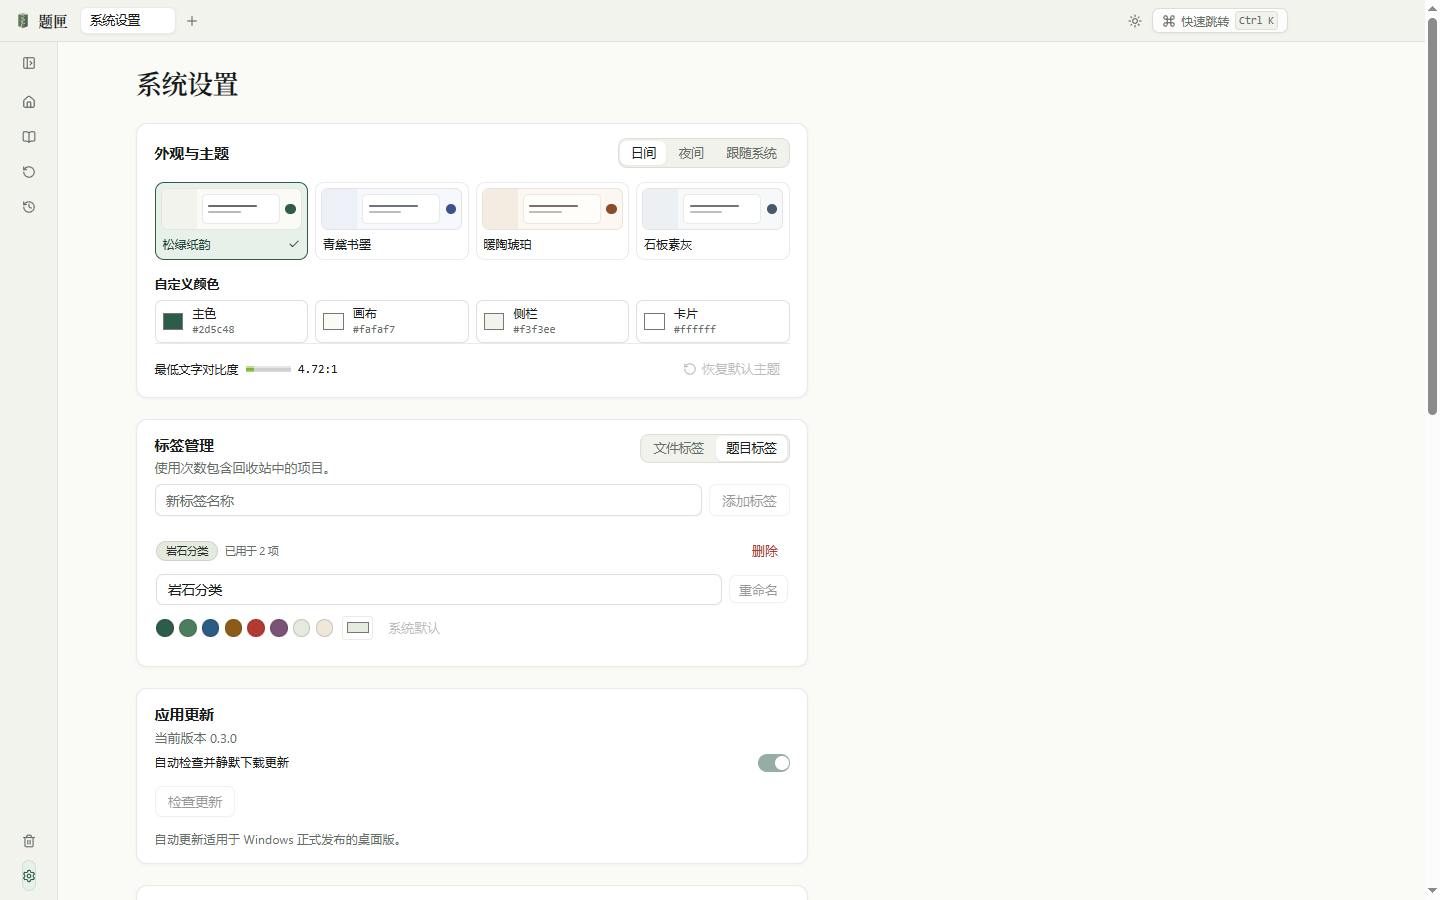 题匣
系统设置
快速跳转 Ctrl K
系统设置
外观与主题
日间 夜间 跟随系统
松绿纸韵 青黛书墨 暖陶琥珀 石板素灰
自定义颜色
主色 画布 侧栏 卡片
#2d5c48 #fafaf7 #f3f3ee #ffffff
最低文字对比度 4.72:1 恢复默认主题
标签管理
文件标签 题目标签
使用次数包含回收站中的项目。
新标签名称 添加标签
岩石分类 已用于 2 项 删除
岩石分类 重命名
系统默认
应用更新
当前版本 0.3.0
自动检查并静默下载更新
检查更新
自动更新适用于 Windows 正式发布的桌面版。